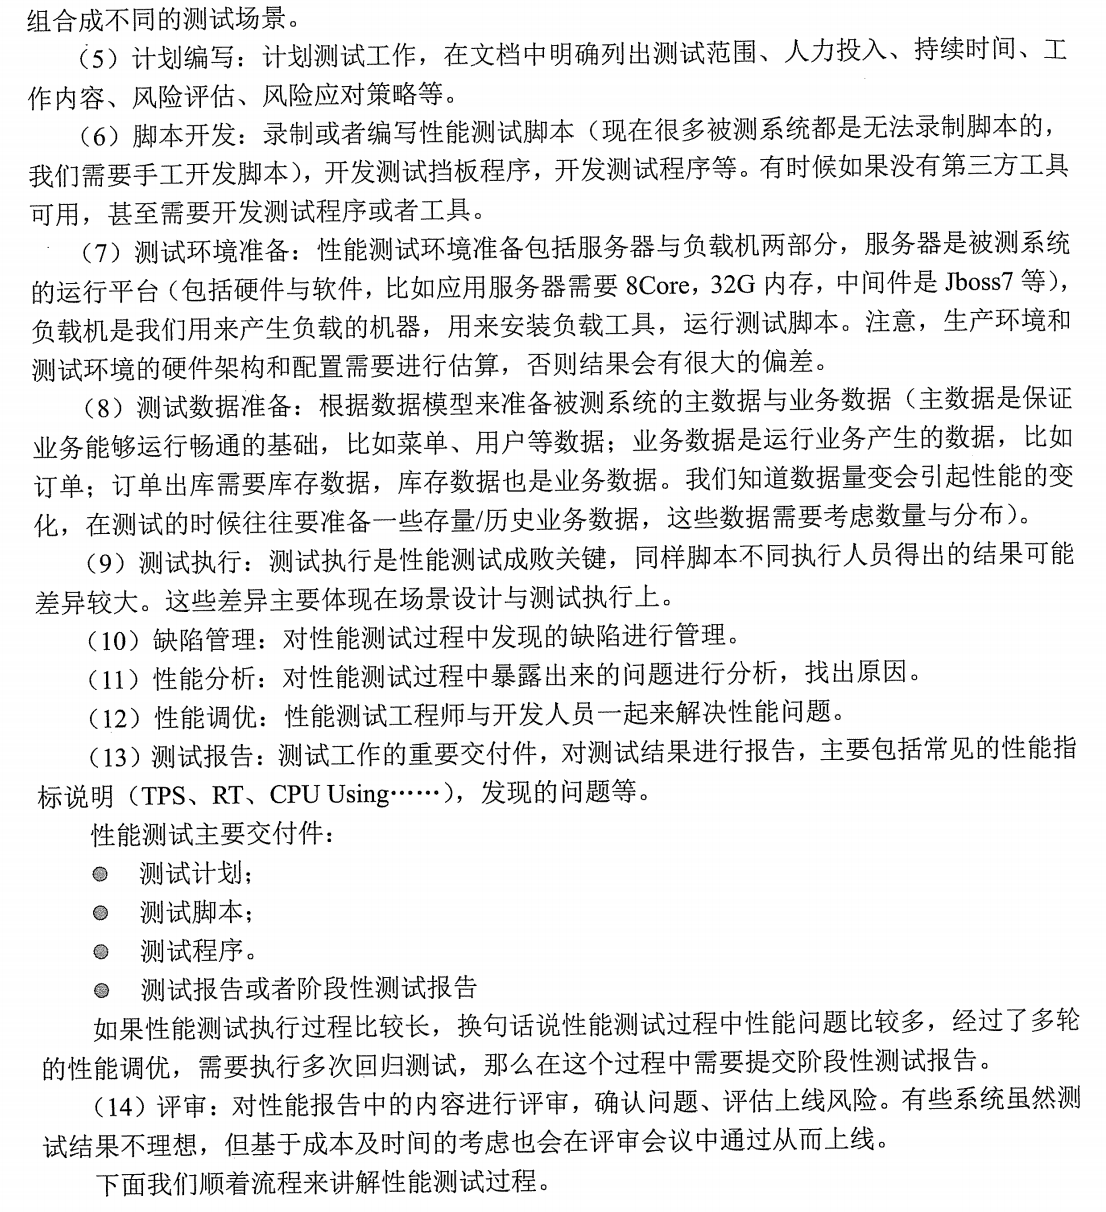 组合成不同的测试场景。
（5）计划编写：计划测试工作，在文档中明确列出测试范围、人力投入、持续时间、工
作内容、风险评估、风险应对策略等。
（6）脚本开发：录制或者编写性能测试脚本（现在很多被测系统都是无法录制脚本的，
我们需要手工开发脚本），开发测试挡板程序，开发测试程序等。有时候如果没有第三方工具
可用，甚至需要开发测试程序或者工具。
（7）测试环境准备：性能测试环境准备包括服务器与负载机两部分，服务器是被测系统
的运行平台（包括硬件与软件，比如应用服务器需要 8Core，32G 内存，中间件是 Jboss7 等），
负载机是我们用来产生负载的机器，用来安装负载工具，运行测试脚本。注意，生产环境和
测试环境的硬件架构和配置需要进行估算，否则结果会有很大的偏差。
（8）测试数据准备：根据数据模型来准备被测系统的主数据与业务数据（主数据是保证
业务能够运行畅通的基础，比如菜单、用户等数据；业务数据是运行业务产生的数据，比如
订单；订单出库需要库存数据，库存数据也是业务数据。我们知道数据量变会引起性能的变
化，在测试的时候往往要准备一些存量/历史业务数据，这些数据需要考虑数量与分布）。
（9）测试执行：测试执行是性能测试成败关键，同样脚本不同执行人员得出的结果可能
差异较大。这些差异主要体现在场景设计与测试执行上。
（10）缺陷管理：对性能测试过程中发现的缺陷进行管理。
（11）性能分析：对性能测试过程中暴露出来的问题进行分析，找出原因。
（12）性能调优：性能测试工程师与开发人员一起来解决性能问题。
（13）测试报告：测试工作的重要交付件，对测试结果进行报告，主要包括常见的性能指
标说明（TPS、RT、CPU Using……），发现的问题等。
性能测试主要交付件：
● 测试计划；
● 测试脚本；
● 测试程序。
● 测试报告或者阶段性测试报告
如果性能测试执行过程比较长，换句话说性能测试过程中性能问题比较多，经过了多轮
的性能调优，需要执行多次回归测试，那么在这个过程中需要提交阶段性测试报告。
（14）评审：对性能报告中的内容进行评审，确认问题、评估上线风险。有些系统虽然测
试结果不理想，但基于成本及时间的考虑也会在评审会议中通过从而上线。
下面我们顺着流程来讲解性能测试过程。